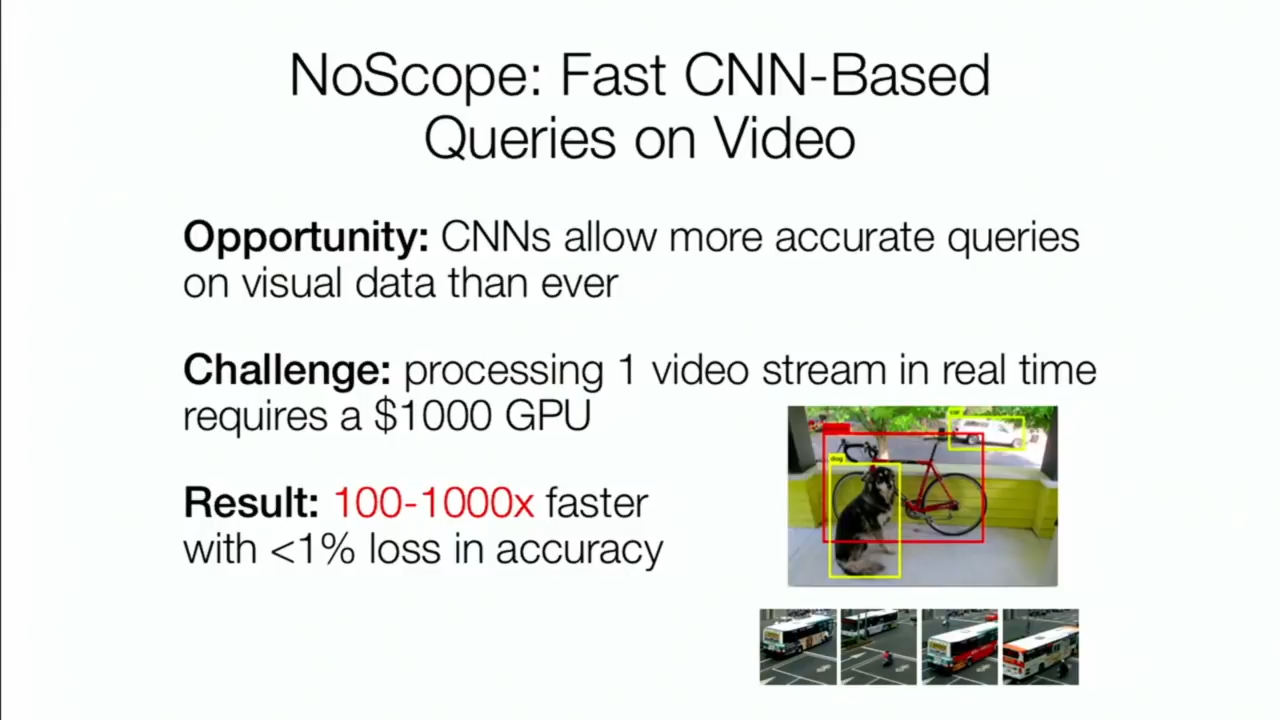 NoScope: Fast CNN-Based
Queries on Video
Opportunity: CNNs allow more accurate queries
on visual data than ever
Challenge: processing 1 video stream in real time
requires a $1000 GPU
Result: 100-1000x faster
with <1% loss in accuracy
car
dog